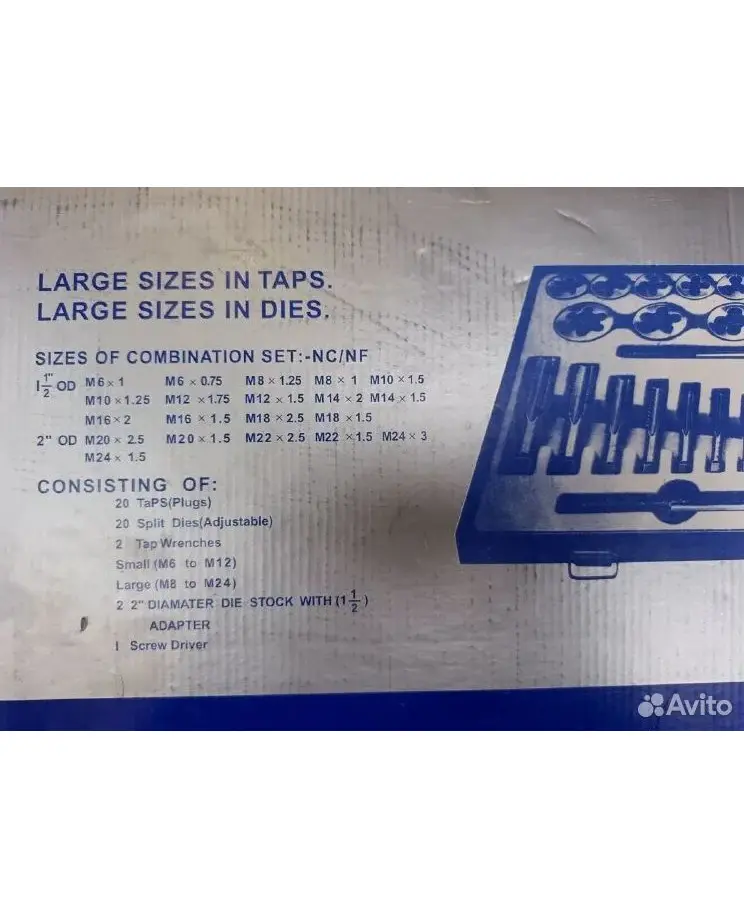 LARGE SIZES IN TAPS.
LARGE SIZES IN DIES.
SIZES OF COMBINATION SET:-NC/NF
1 1/2" OD M6×1 M6 × 0.75 M8 × 1.25 M8 × 1 M10 × 1.5
M10 × 1.25 M12 × 1.75 M12 × 1.5 M14 × 2 M14 × 1.5
M16×2 M16 × 1.5 M18 × 2.5 M18 × 1.5
2" OD M20 × 2.5 M20 × 1.5 M22 × 2.5 M22 ×1.5 M24 × 3
M24 × 1.5
CONSISTING OF:
20 TaPS(Plugs)
20 Split Dies(Adjustable)
2 Tap Wrenches
Small (M6 to M12)
Large (M8 to M24)
2 2" DIAMATER DIE STOCK WITH (1 1/2)
ADAPTER
I Screw Driver
Avito